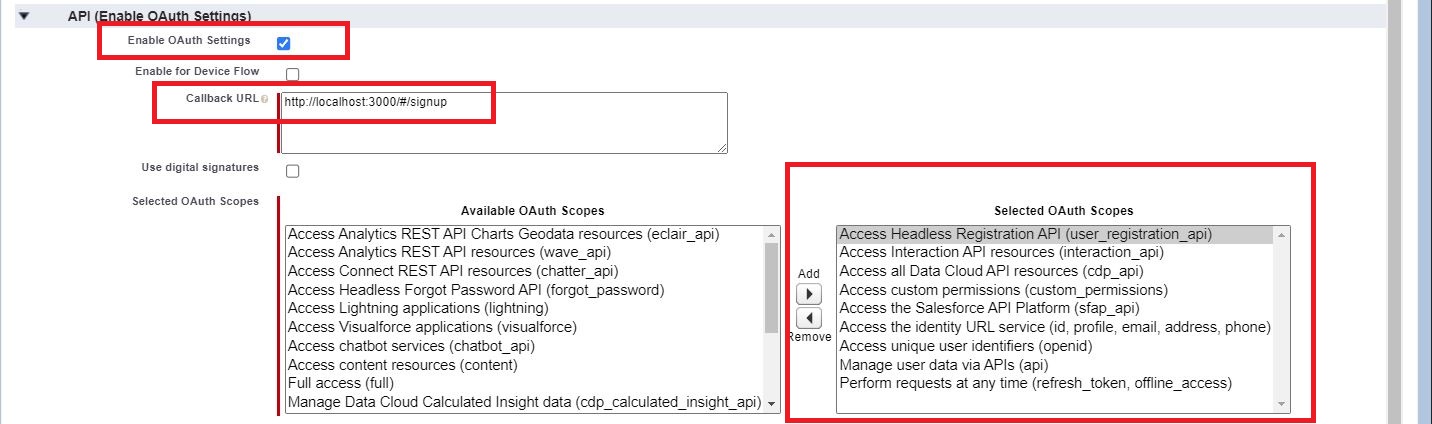 API (Enable OAuth Settings)
Enable OAuth Settings
Enable for Device Flow
Callback URL
http://localhost:3000/#/signup
Use digital signatures
Selected OAuth Scopes
Available OAuth Scopes
Access Analytics REST API Charts Geodata resources (eclair_api)
Access Analytics REST API resources (wave_api)
Access Connect REST API resources (chatter_api)
Access Headless Forgot Password API (forgot_password)
Access Lightning applications (lightning)
Access Visualforce applications (visualforce)
Access chatbot services (chatbot_api)
Access content resources (content)
Full access (full)
Manage Data Cloud Calculated Insight data (cdp_calculated_insight_api)
Add
Remove
Selected OAuth Scopes
Access Headless Registration API (user_registration_api)
Access Interaction API resources (interaction_api)
Access all Data Cloud API resources (cdp_api)
Access custom permissions (custom_permissions)
Access the Salesforce API Platform (sfap_api)
Access the identity URL service (id, profile, email, address, phone)
Access unique user identifiers (openid)
Manage user data via APIs (api)
Perform requests at any time (refresh_token, offline_access)